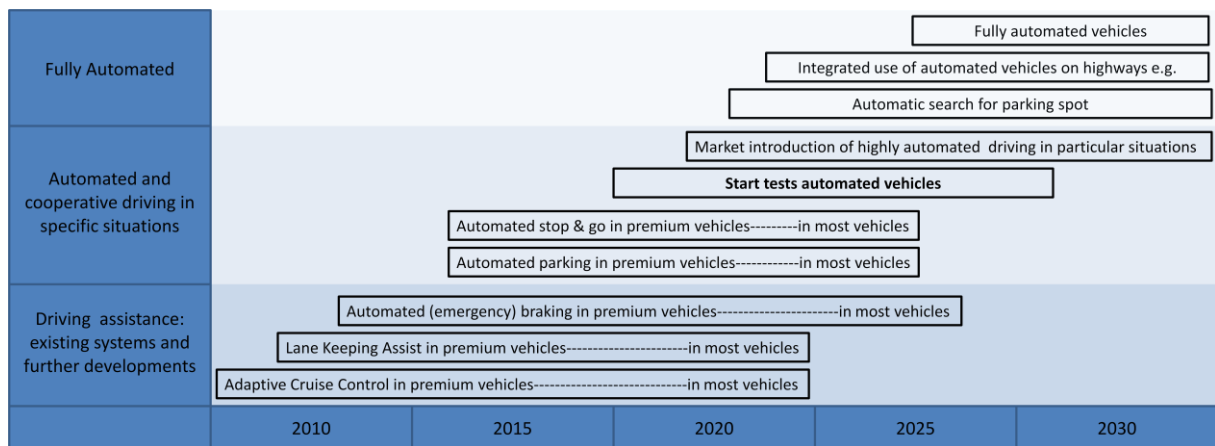 Fully Automated
Fully automated vehicles
Integrated use of automated vehicles on highways e.g.
Automatic search for parking spot
Automated and
cooperative driving in
specific situations
Market introduction of highly automated  driving in particular situations
Start tests automated vehicles
Automated stop & go in premium vehicles---------in most vehicles
Automated parking in premium vehicles------------in most vehicles
Driving  assistance:
existing systems and
further developments
Automated (emergency) braking in premium vehicles-----------------------in most vehicles
Lane Keeping Assist in premium vehicles-----------------------in most vehicles
Adaptive Cruise Control in premium vehicles-----------------------------in most vehicles
2010 2015 2020 2025 2030